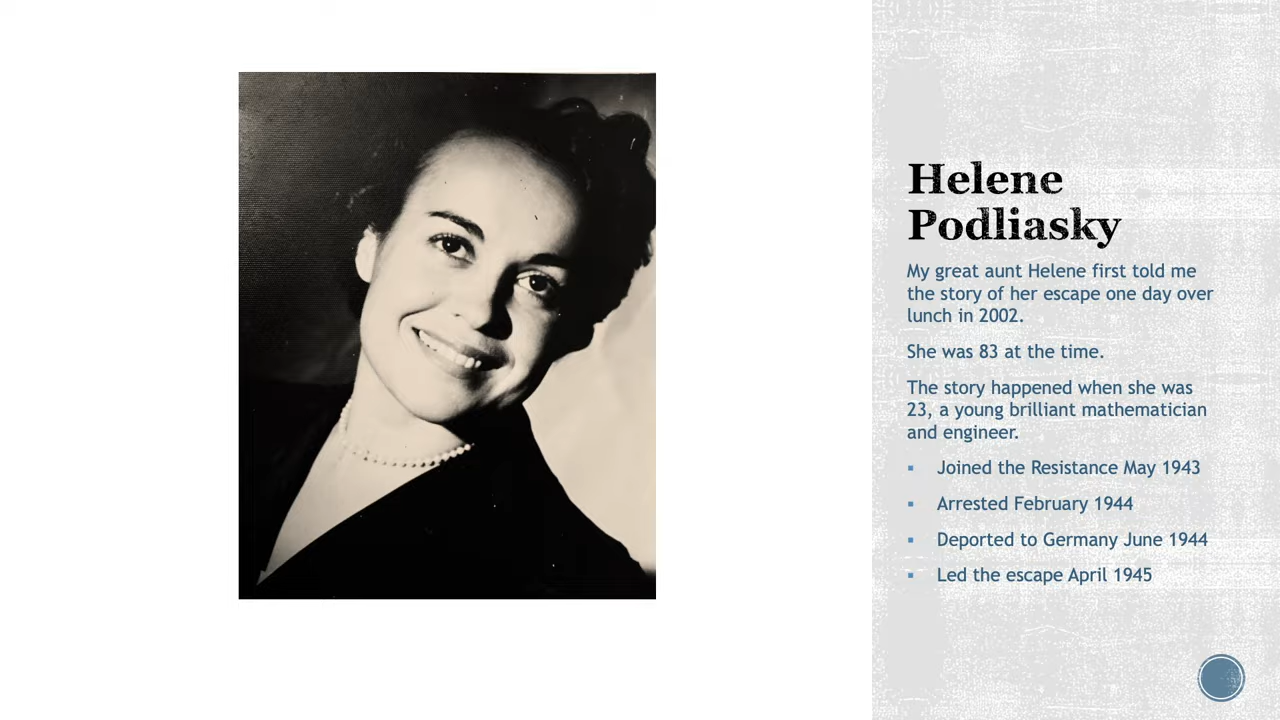 Helene
Podliasky
My great aunt Helene first told me
the story of her escape one day over
lunch in 2002.
She was 83 at the time.
The story happened when she was
23, a young brilliant mathematician
and engineer.
▪ Joined the Resistance May 1943
▪ Arrested February 1944
▪ Deported to Germany June 1944
▪ Led the escape April 1945